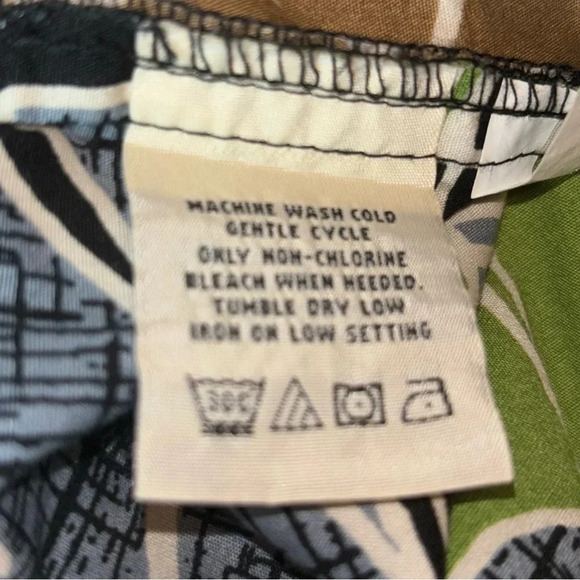 MACHINE WASH COLD
GENTLE CYCLE
ONLY NON-CHLORINE
BLEACH WHEN NEEDED.
TUMBLE DRY LOW
IRON ON LOW SETTING
30C